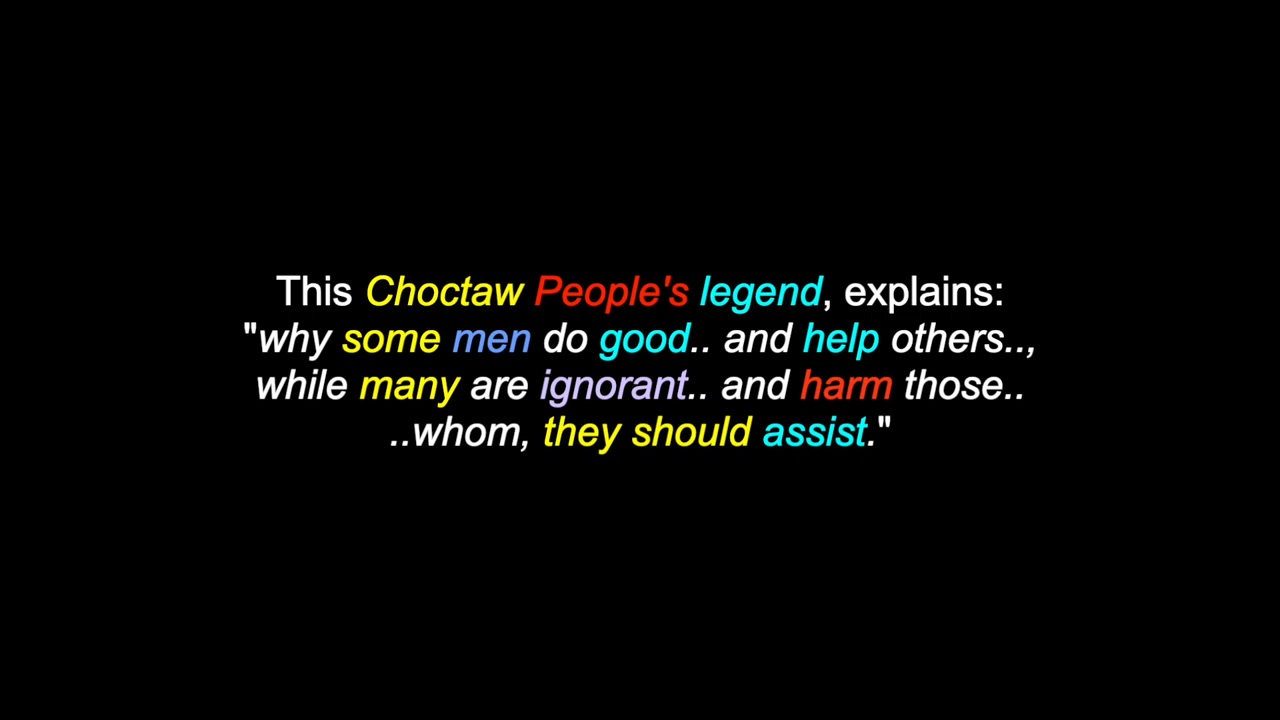 This Choctaw People's legend, explains:
"why some men do good.. and help others..,
while many are ignorant.. and harm those..
..whom, they should assist."